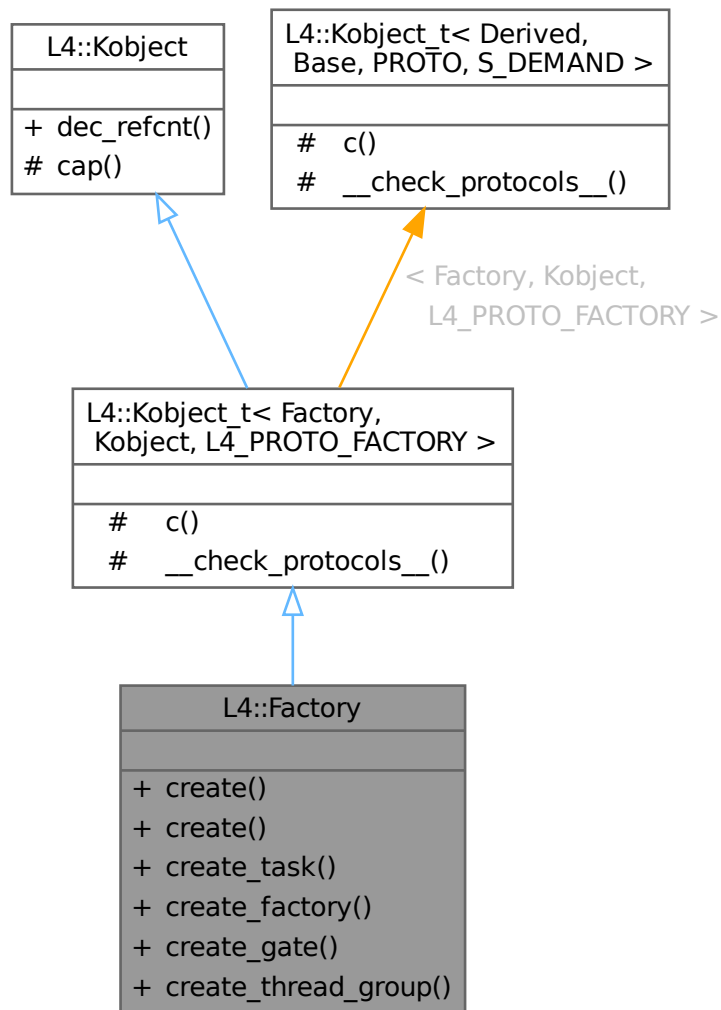 L4::Kobject
+ dec_refcnt()
# cap()
L4::Kobject_t< Derived,
Base, PROTO, S_DEMAND >
# c()
# __check_protocols__()
< Factory, Kobject,
L4_PROTO_FACTORY >
L4::Kobject_t< Factory,
Kobject, L4_PROTO_FACTORY >
# c()
# __check_protocols__()
L4::Factory
+ create()
+ create()
+ create_task()
+ create_factory()
+ create_gate()
+ create_thread_group()